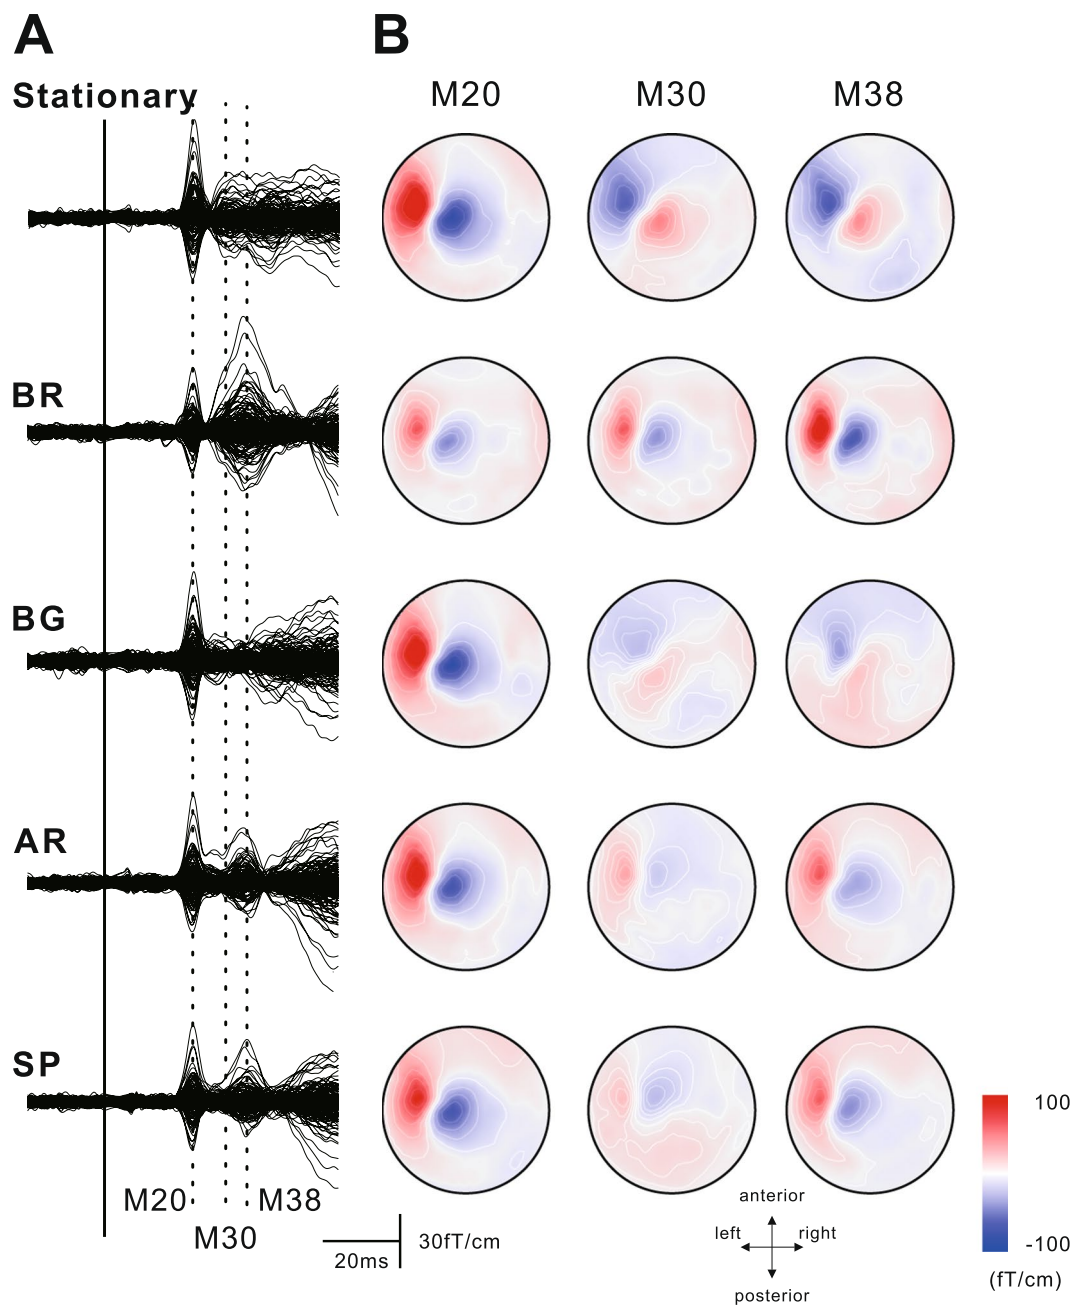 A
B
Stationary
M20
M30
M38
BR
BG
AR
SP
M20
M38
M30
20ms
30fT/cm
anterior
left
right
posterior
100
-100
(fT/cm)